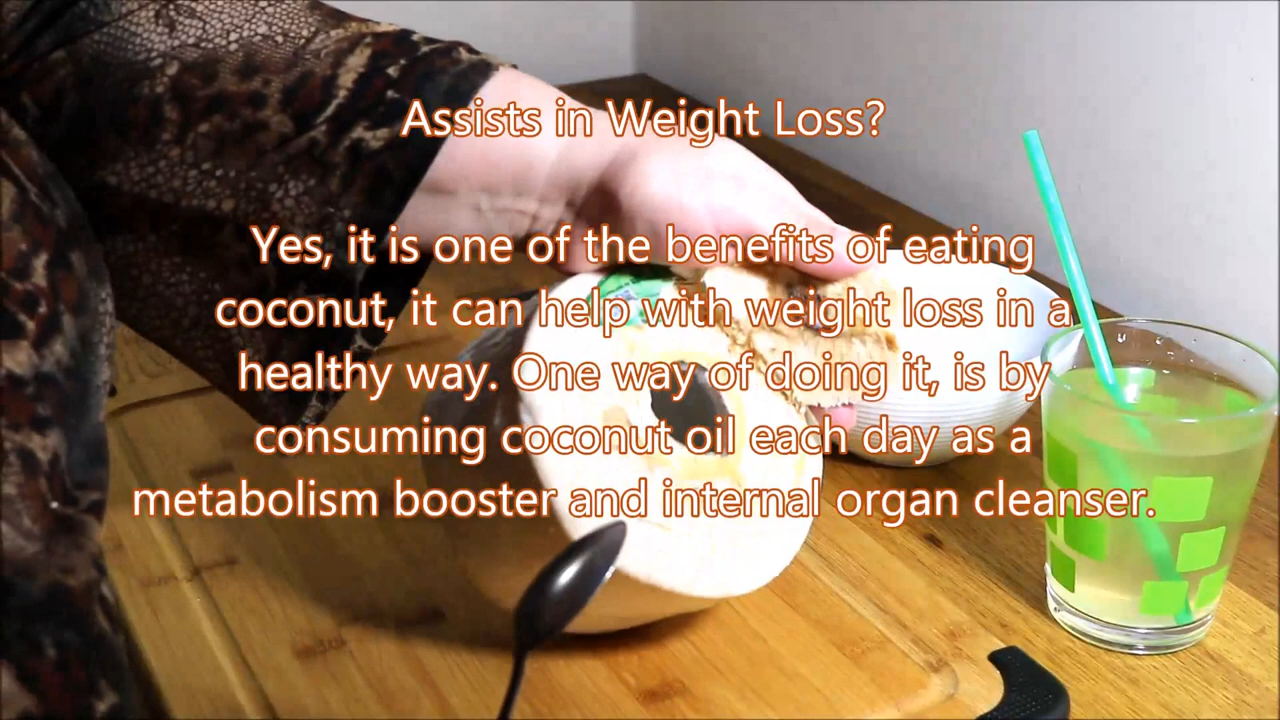 Assists in Weight Loss?
Yes, it is one of the benefits of eating
coconut, it can help with weight loss in a
healthy way. One way of doing it, is by
consuming coconut oil each day as a
metabolism booster and internal organ cleanser.